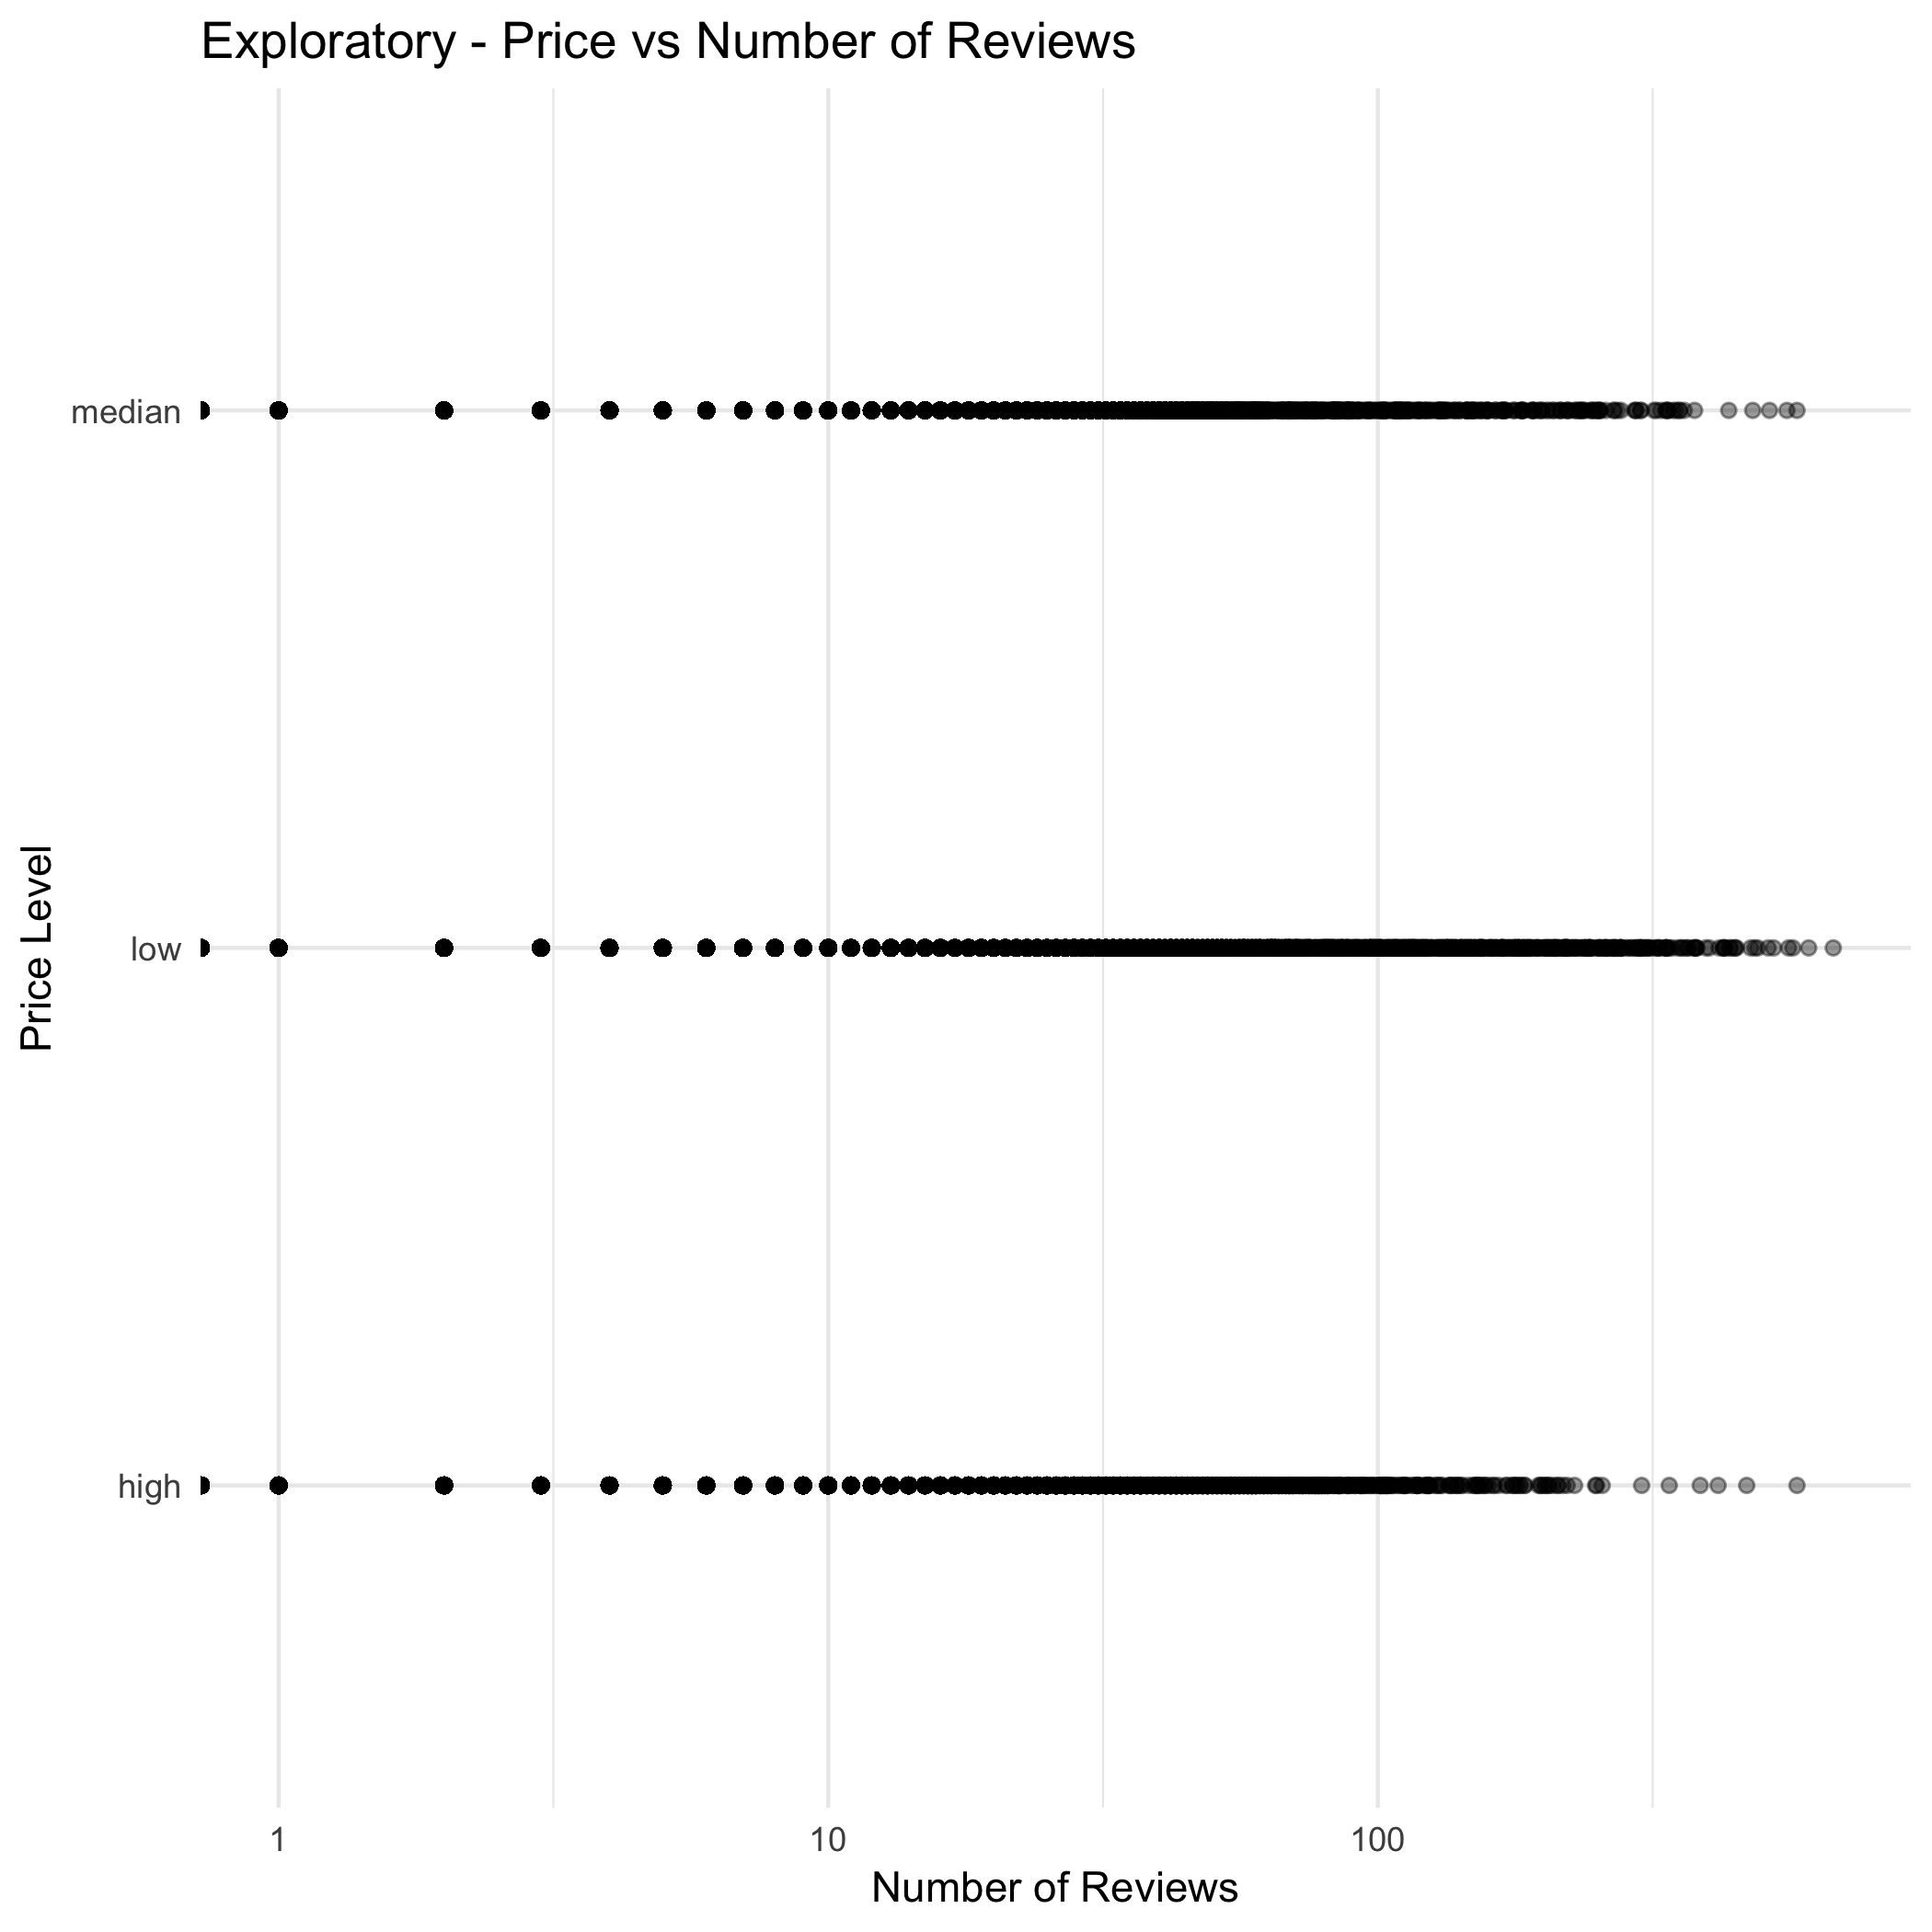 Exploratory - Price vs Number of Reviews
median
low
high
Price Level
1 10 100
Number of Reviews